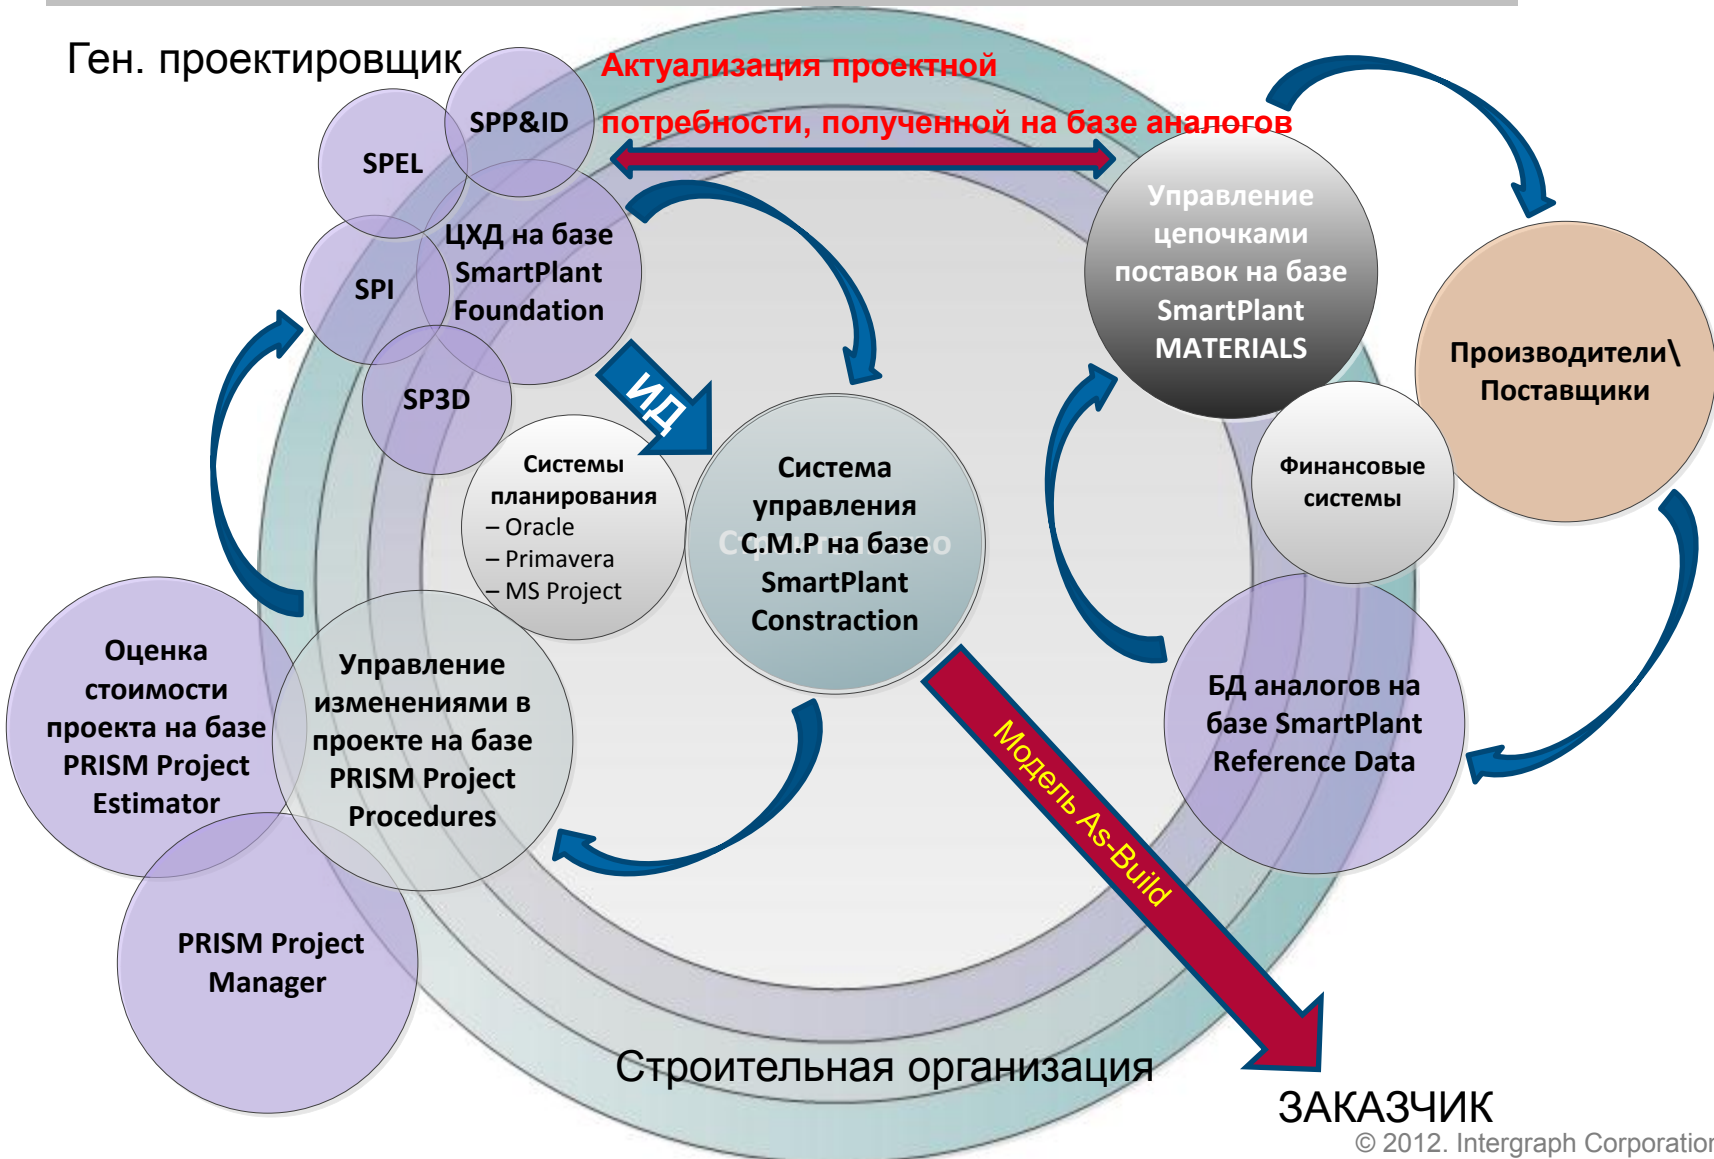 Ген. проектировщик
Актуализация проектной
потребности, полученной на базе аналогов
SPP&ID
SPEL
SPI
SP3D
ЦХД на базе
SmartPlant
Foundation
ИД
Управление
цепочками
поставок на базе
SmartPlant
MATERIALS
Производители\
Поставщики
Финансовые
системы
Системы
планирования
– Oracle
– Primavera
– MS Project
Строительство
Система
управления
С.М.Р на базе
SmartPlant
Constraction
Оценка
стоимости
проекта на базе
PRISM Project
Estimator
Управление
изменениями в
проекте на базе
PRISM Project
Procedures
БД аналогов на
базе SmartPlant
Reference Data
Модель As-Build
PRISM Project
Manager
Строительная организация
ЗАКАЗЧИК
© 2012. Intergraph Corporation